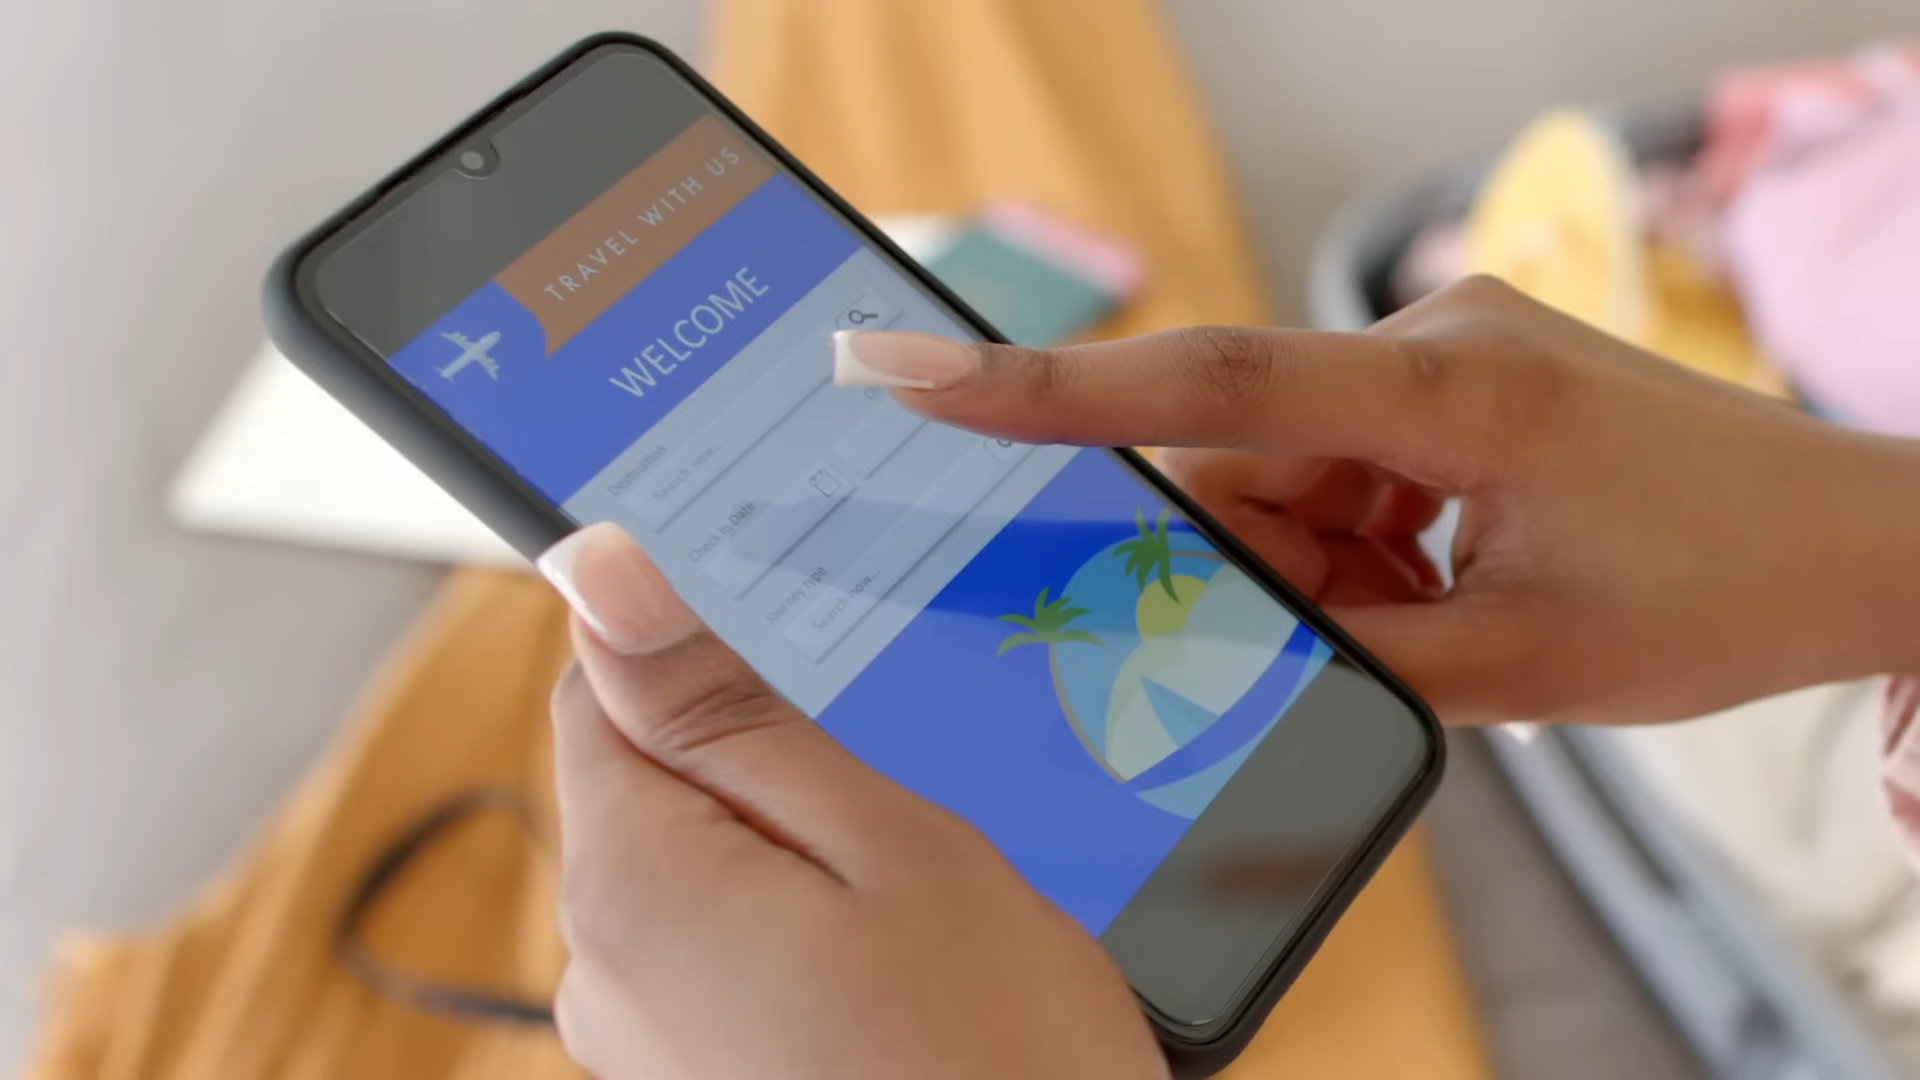 TRAVEL WITH US
WELCOME
Destination
Search now..
Check In Date
Journey type
Search now...